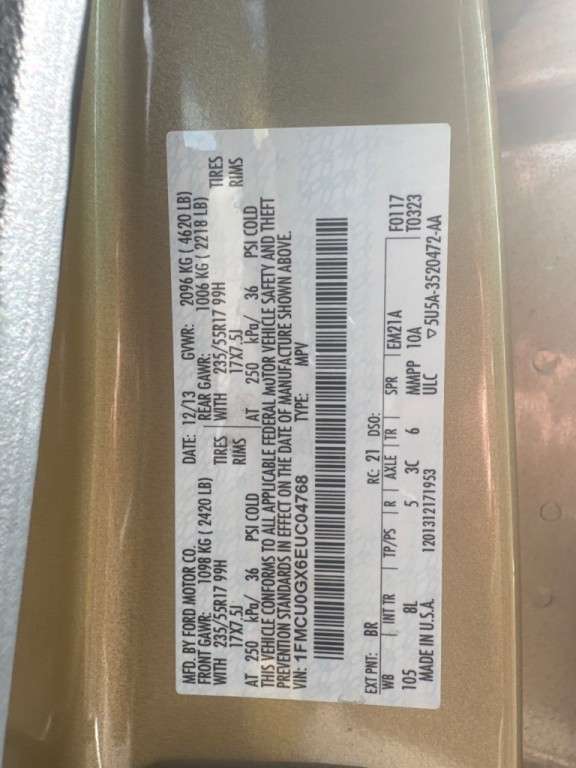 MFD. BY FORD MOTOR CO.
DATE: 12/13 GVWR: 2096 KG ( 4620 LB)
FRONT GAWR: 1098 KG ( 2420 LB) REAR GAWR: 1006 KG ( 2218 LB)
WITH 235/55R17 99H TIRES WITH 235/55R17 99H TIRES
17X7.5J RIMS 17X7.5J RIMS
AT 250 kPa/ 36 PSI COLD AT 250 kPa/ 36 PSI COLD
THIS VEHICLE CONFORMS TO ALL APPLICABLE FEDERAL MOTOR VEHICLE SAFETY AND THEFT
PREVENTION STANDARDS IN EFFECT ON THE DATE OF MANUFACTURE SHOWN ABOVE.
VIN: 1FMCU0GX6EUC04768 TYPE: MPV
EXT PNT: BR RC: 21 DSO: F0117
WB INT TR TP/PS R AXLE TR SPR EM21A T0323
105 8L 5 3C 6 MMPP 10A
MADE IN U.S.A. 1201312171953 ULC ▽5U5A-3520472-AA